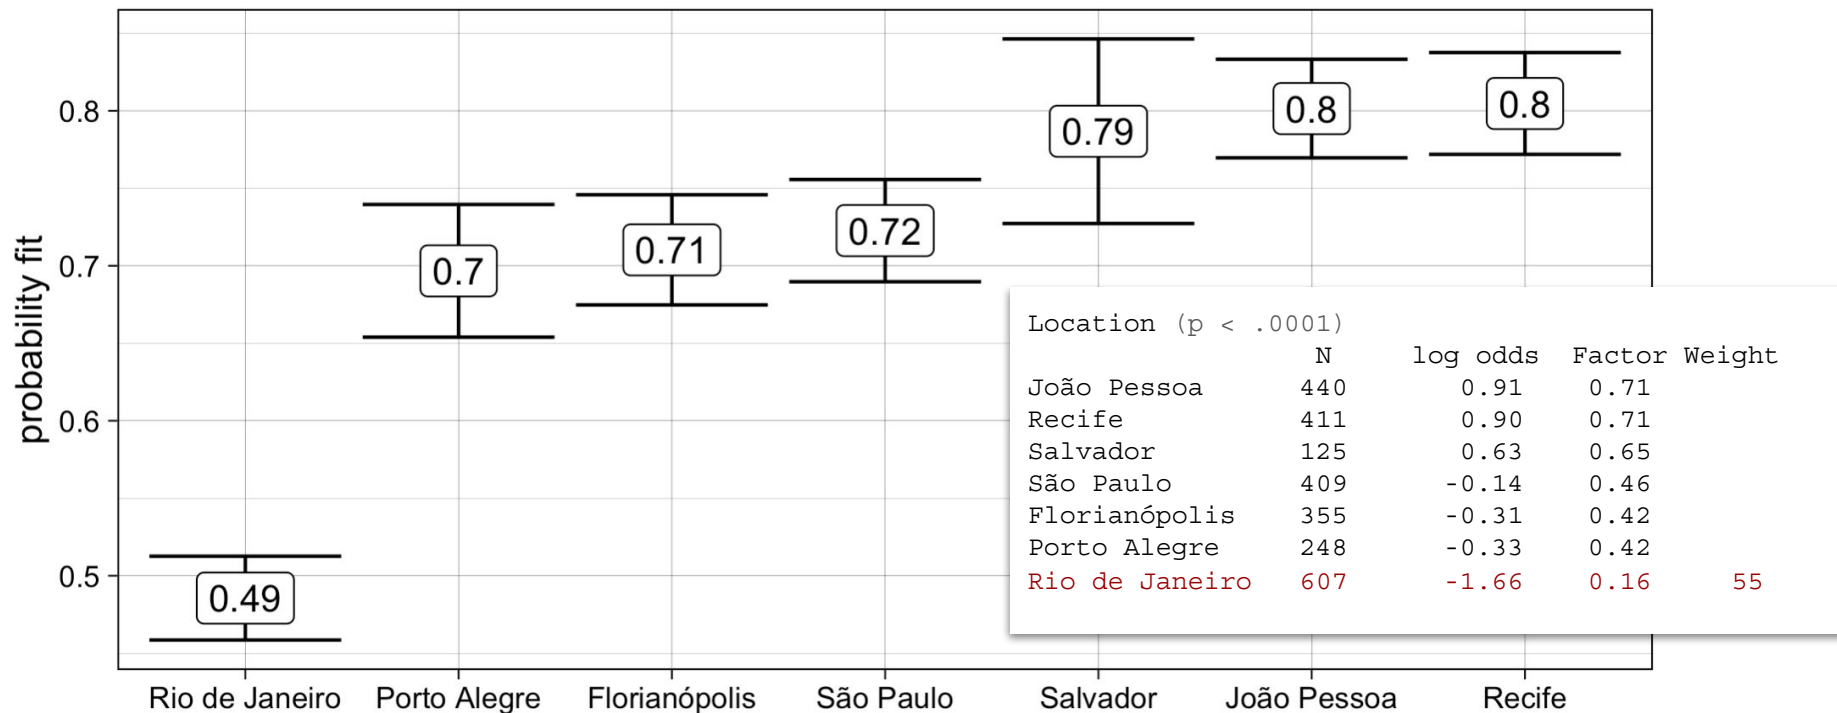 probability fit
0.8
0.7
0.6
0.5
0.49
0.7
0.71
0.72
0.79
0.8
0.8
Location (p < .0001)
N log odds Factor Weight
João Pessoa 440 0.91 0.71
Recife 411 0.90 0.71
Salvador 125 0.63 0.65
São Paulo 409 -0.14 0.46
Florianópolis 355 -0.31 0.42
Porto Alegre 248 -0.33 0.42
Rio de Janeiro 607 -1.66 0.16 55
Rio de Janeiro Porto Alegre Florianópolis São Paulo Salvador João Pessoa Recife